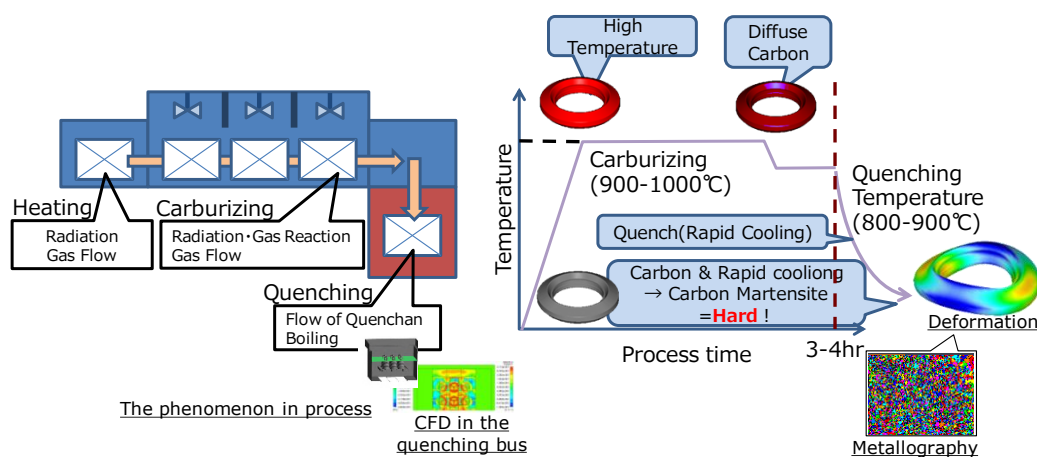 Heating
Radiation
Gas Flow
Carburizing
Radiation・Gas Reaction
Gas Flow
Quenching
Flow of Quenchan
Boiling
The phenomenon in process
CFD in the
quenching bus
High
Temperature
Diffuse
Carbon
Temperature
Carburizing
(900-1000℃)
Quenching
Temperature
(800-900℃)
Quench(Rapid Cooling)
Carbon & Rapid cooliong
→ Carbon Martensite
=Hard !
Process time
3-4hr
Deformation
Metallography